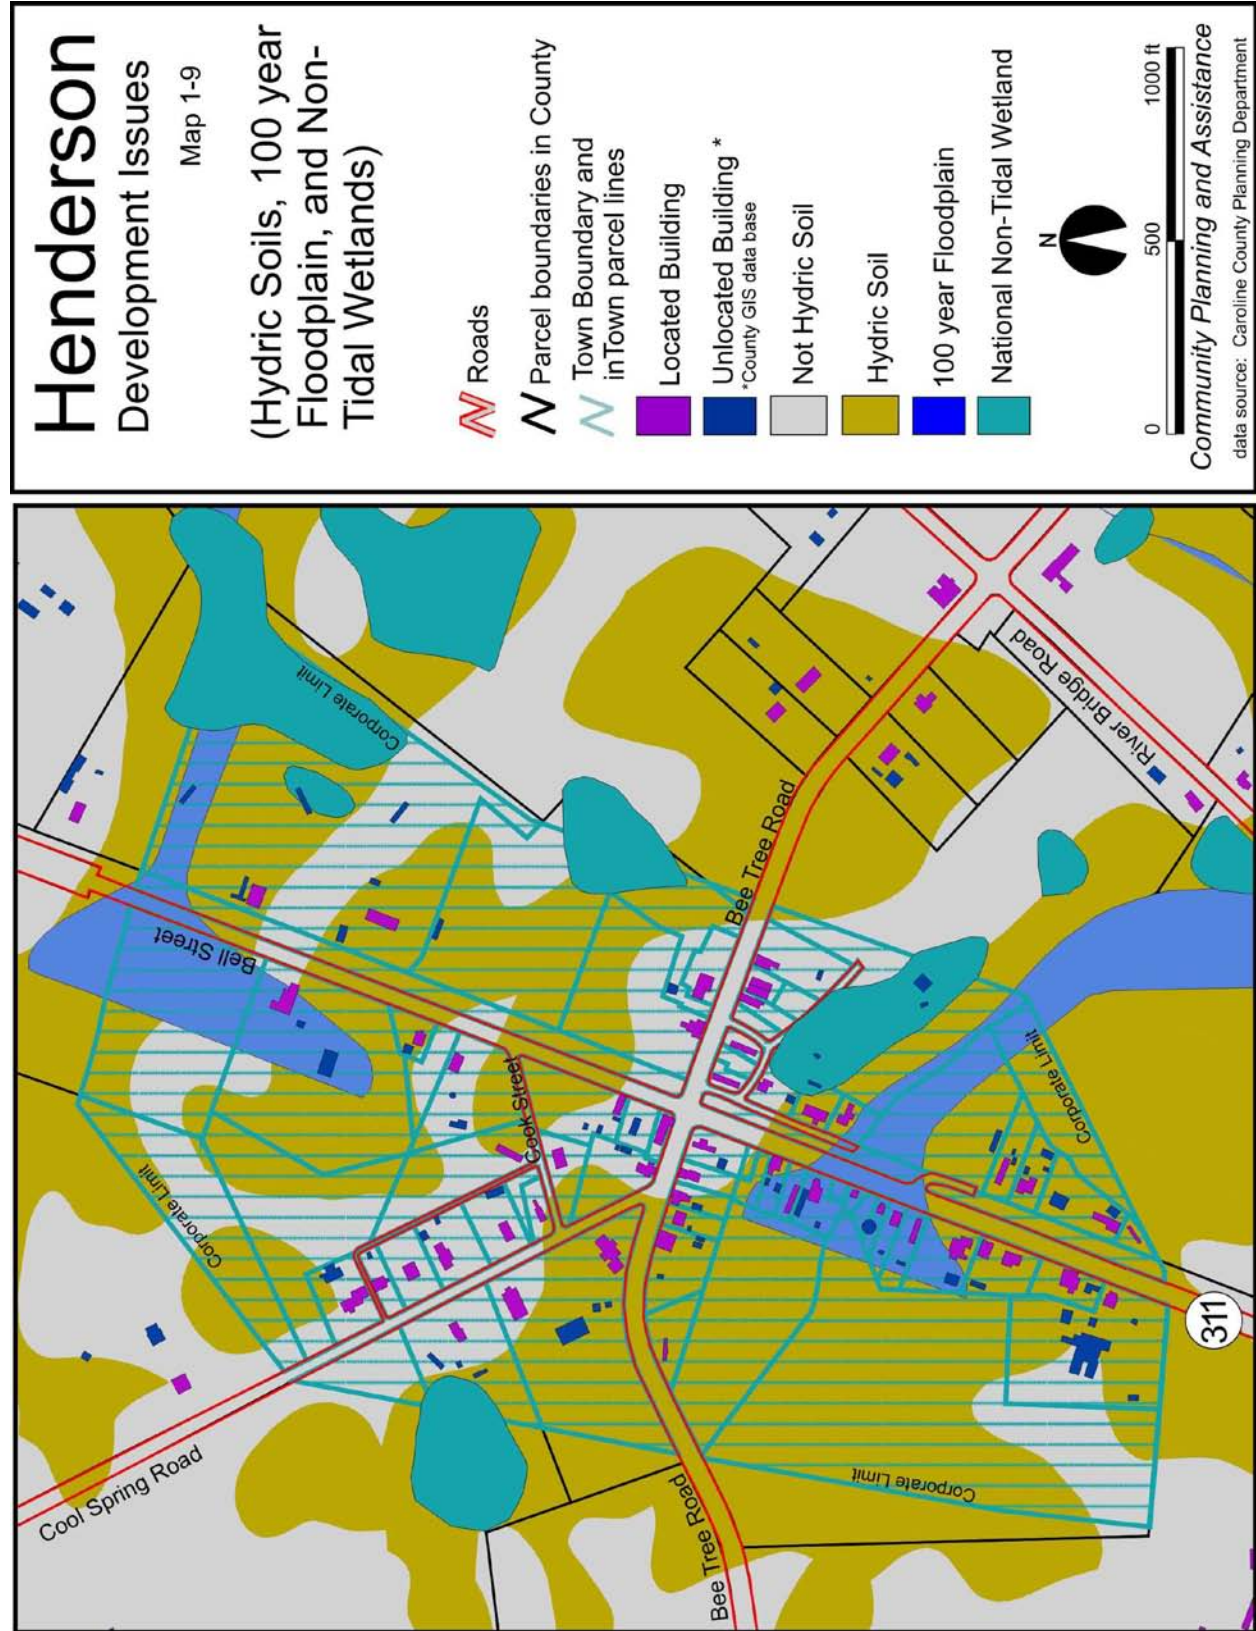 Henderson
Development Issues
Map 1-9
(Hydric Soils, 100 year
Floodplain, and Non-
Tidal Wetlands)
Roads
Parcel boundaries in County
Town Boundary and
inTown parcel lines
Located Building
Unlocated Building *
*County GIS data base
Not Hydric Soil
Hydric Soil
100 year Floodplain
National Non-Tidal Wetland
N
0 500 1000 ft
Community Planning and Assistance
data source: Caroline County Planning Department
Cool Spring Road
Corporate Limit
Bell Street
Corporate Limit
Cook Street
Bee Tree Road
Bee Tree Road
River Bridge Road
Corporate Limit
Corporate Limit
311